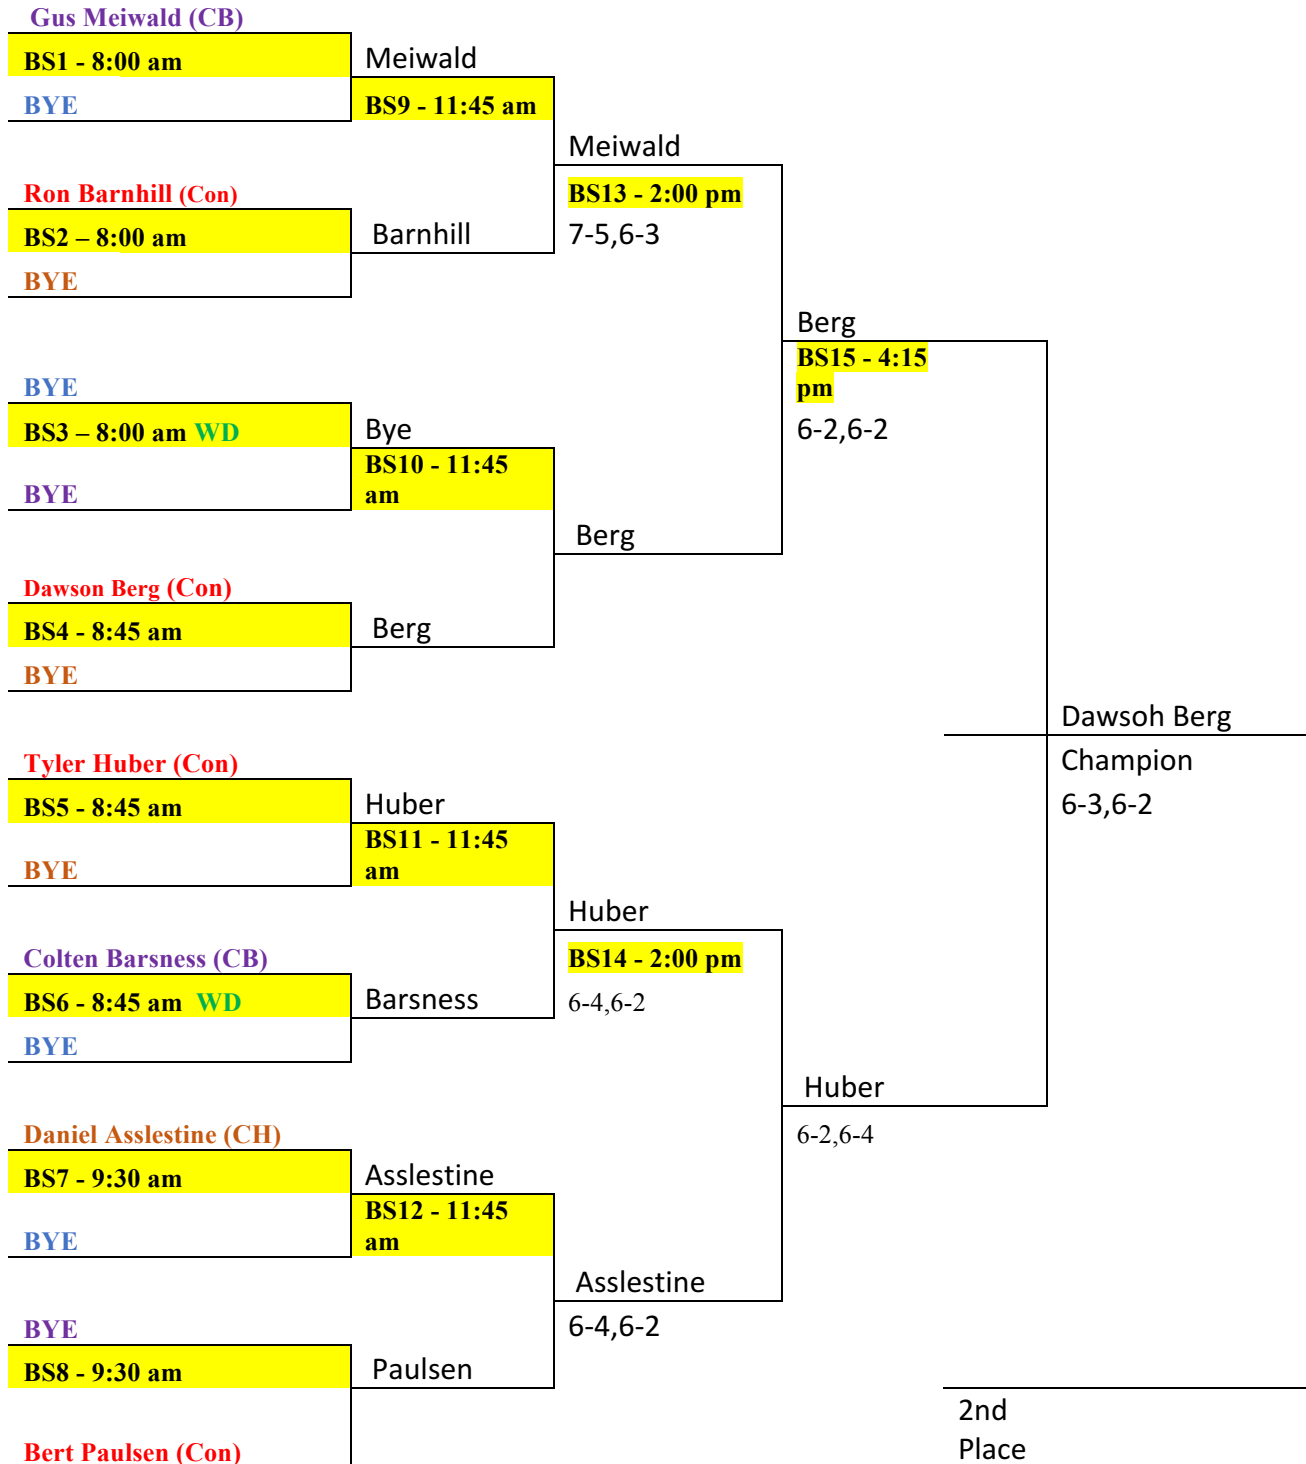 Gus Meiwald (CB)
BS1 - 8:00 am
Meiwald
BYE
BS9 - 11:45 am
Meiwald
Ron Barnhill (Con)
BS13 - 2:00 pm
BS2 – 8:00 am
Barnhill
7-5,6-3
BYE
Berg
BS15 - 4:15
pm
BYE
6-2,6-2
BS3 – 8:00 am WD
Bye
BS10 - 11:45
am
BYE
Berg
Dawson Berg (Con)
BS4 - 8:45 am
Berg
BYE
Dawsoh Berg
Champion
6-3,6-2
Tyler Huber (Con)
BS5 - 8:45 am
Huber
BS11 - 11:45
am
BYE
Huber
Colten Barsness (CB)
BS14 - 2:00 pm
BS6 - 8:45 am WD
Barsness
6-4,6-2
BYE
Huber
Daniel Asslestine (CH)
6-2,6-4
BS7 - 9:30 am
Asslestine
BS12 - 11:45
am
BYE
Asslestine
BYE
6-4,6-2
BS8 - 9:30 am
Paulsen
2nd
Place
Bert Paulsen (Con)